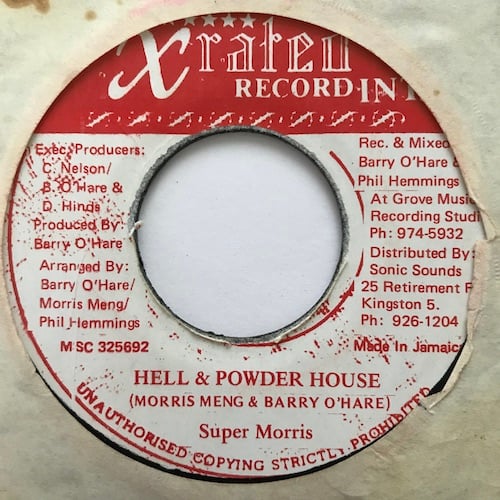 Xrated
RECORD INT
Exec. Producers:
C. Nelson/
B. O'Hare &
D. Hinds
Produced By:
Barry O'Hare
Arranged By:
Barry O'Hare/
Morris Meng/
Phil Hemmings
MSC 325692
Rec. & Mixed
Barry O'Hare &
Phil Hemmings
At Grove Music
Recording Studi
Ph: 974-5932
Distributed By:
Sonic Sounds
25 Retirement R
Kingston 5.
Ph: 926-1204
Made In Jamaica
HELL & POWDER HOUSE
(MORRIS MENG & BARRY O'HARE)
Super Morris
UNAUTHORISED COPYING STRICTLY PROHIBITED